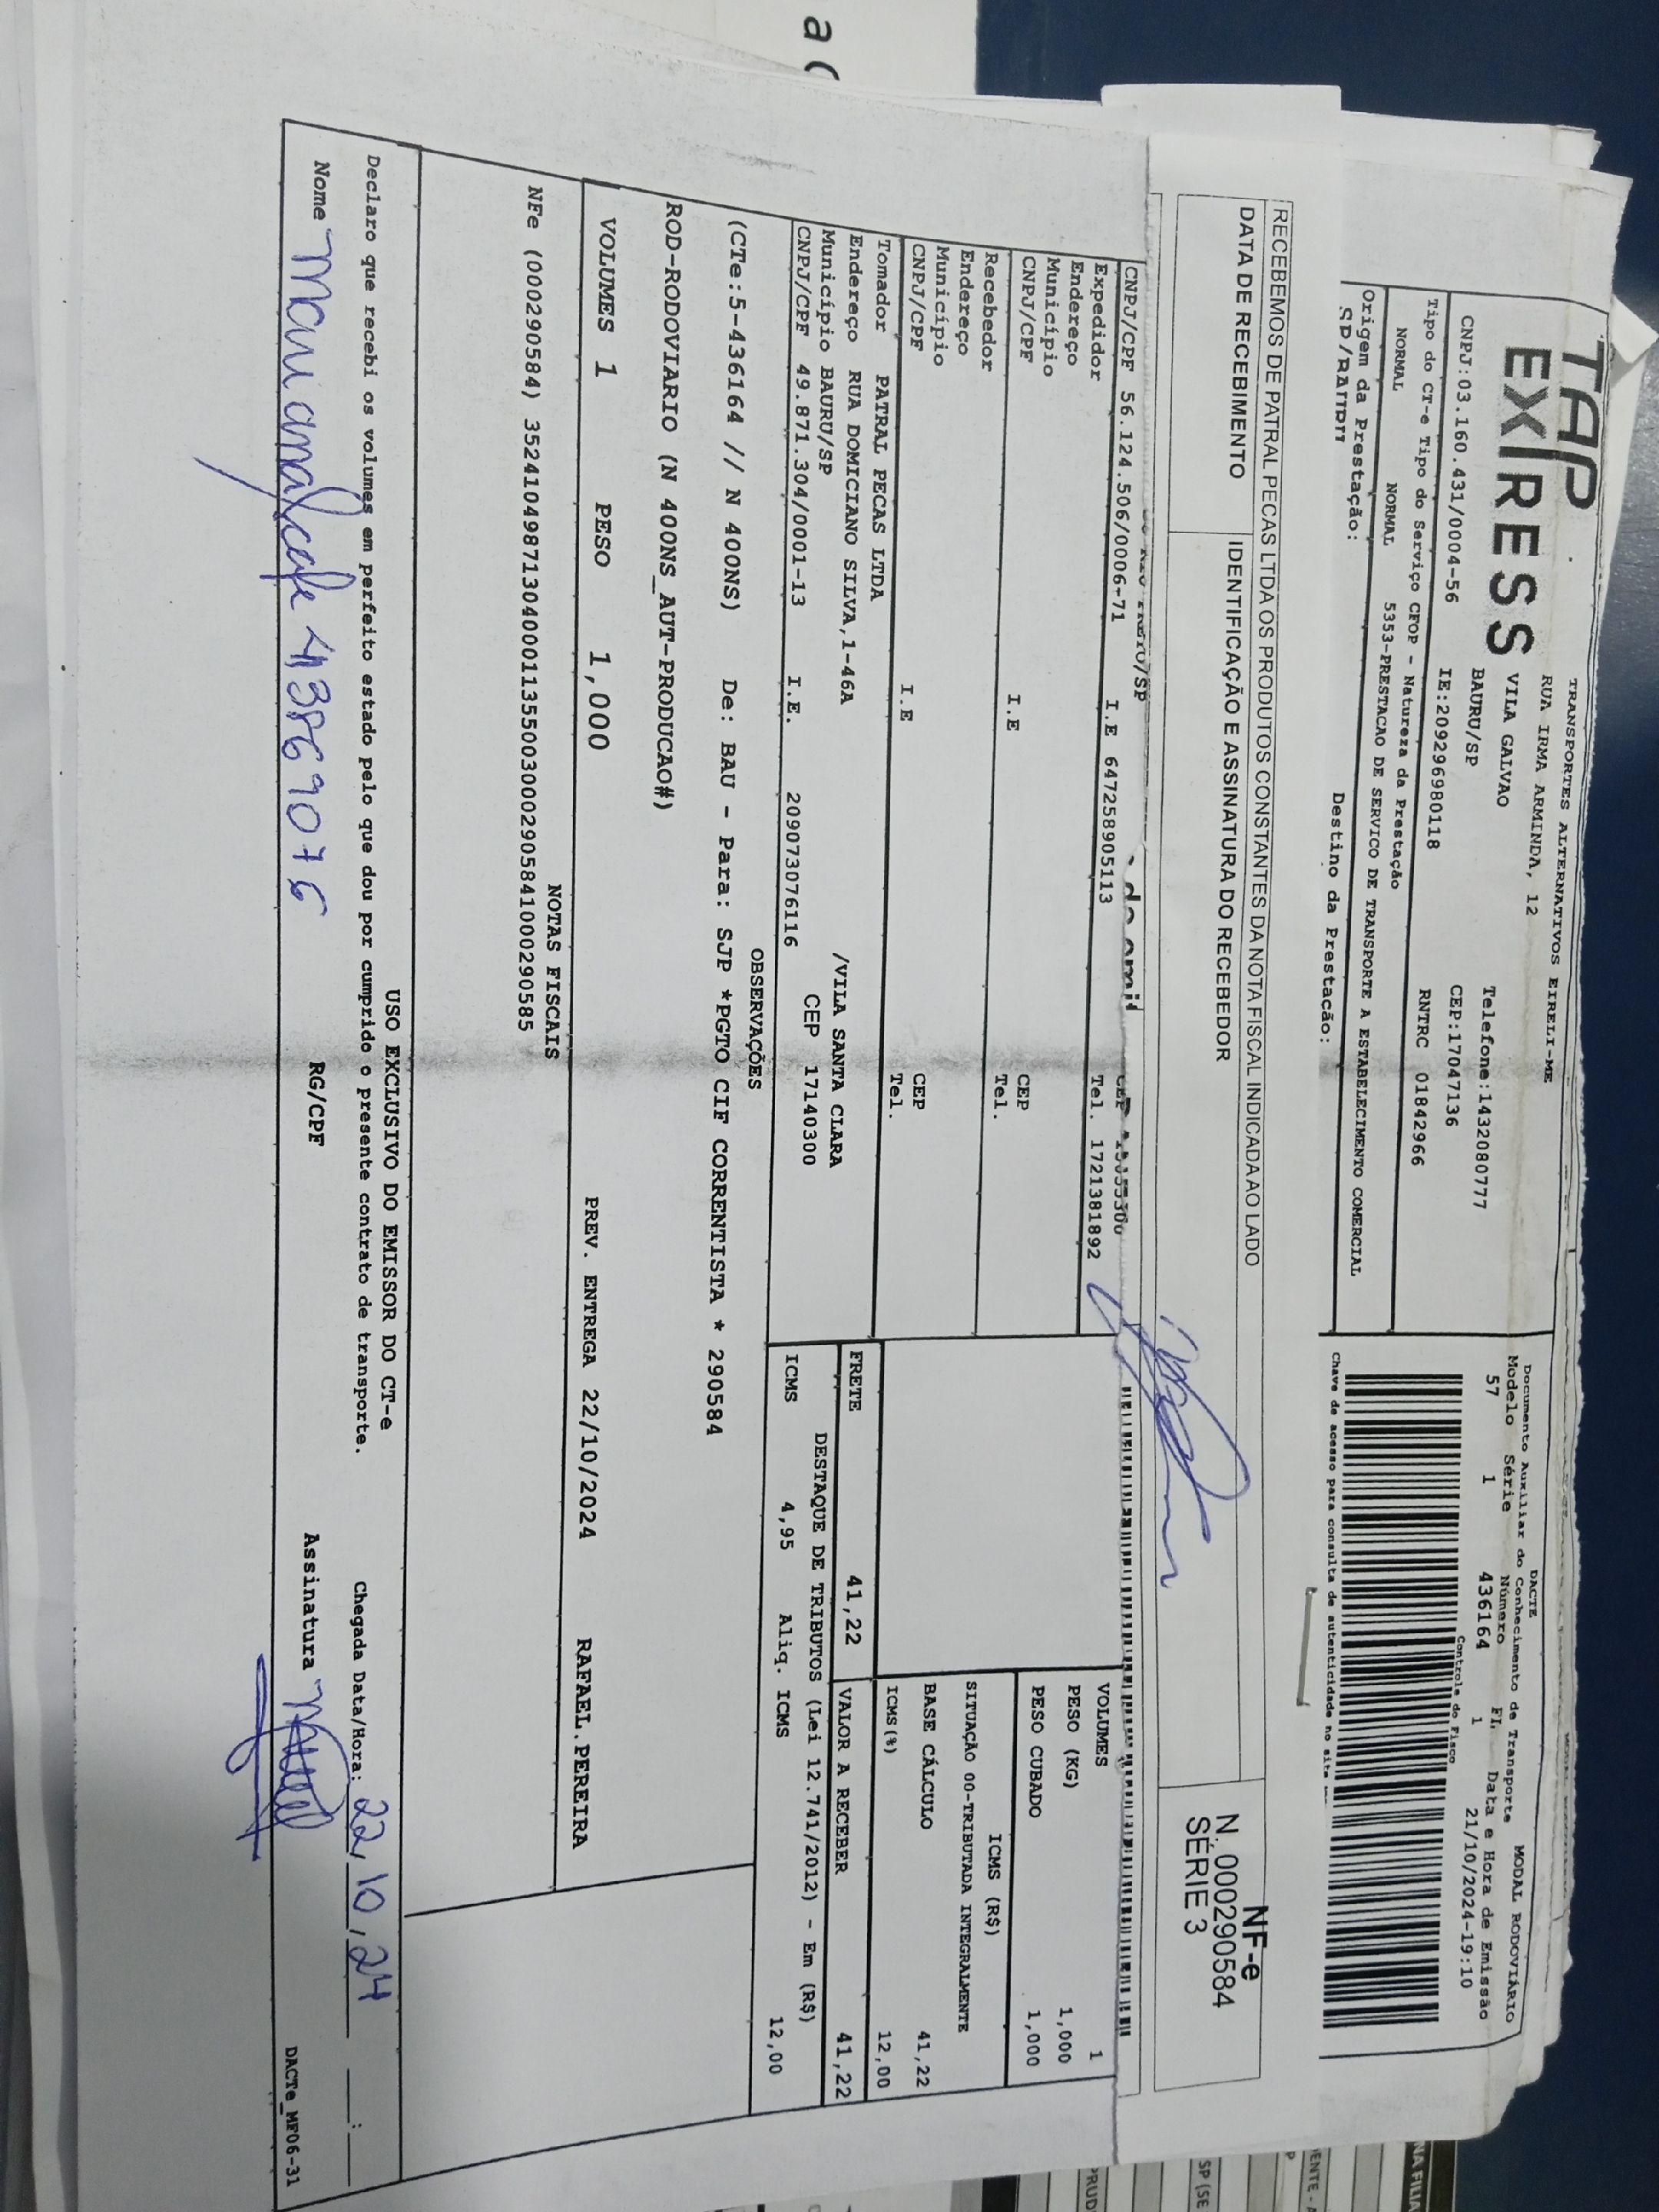 TAP EXPRESS
TRANSPORTES ALTERNATIVOS EIRELI-ME
RUA IRMA ARMINDA, 12
VILA GALVAO Telefone:1432080777
BAURU/SP CEP:17047136
CNPJ:03.160.431/0004-56 IE:209296980118 RNTRC 01842966
Tipo do CT-e Tipo do Serviço CFOP - Natureza da Prestação
NORMAL NORMAL 5353-PRESTACAO DE SERVICO DE TRANSPORTE A ESTABELECIMENTO COMERCIAL
Origem da Prestação: Destino da Prestação:
SP/BAURU
DACTE MODAL RODOVIÁRIO
Documento Auxiliar do Conhecimento de Transporte
Modelo Série Número FL Data e Hora de Emissão
57 1 436164 1 21/10/2024-19:10
Controle do Fisco
Chave de acesso para consulta de autenticidade no site
RECEBEMOS DE PATRAL PECAS LTDA OS PRODUTOS CONSTANTES DA NOTA FISCAL INDICADA AO LADO
DATA DE RECEBIMENTO IDENTIFICAÇÃO E ASSINATURA DO RECEBEDOR
NF-e
N. 000290584
SÉRIE 3
CNPJ/CPF 56.124.506/0006-71 I.E 647258905113 Tel. 1721381892
Expedidor
Endereço
Município CEP
CNPJ/CPF I.E Tel.
Recebedor
Endereço
Município CEP
CNPJ/CPF I.E Tel.
Tomador PATRAL PECAS LTDA
Endereço RUA DOMICIANO SILVA,1-46A /VILA SANTA CLARA
Município BAURU/SP CEP 17140300
CNPJ/CPF 49.871.304/0001-13 I.E. 209073076116
VOLUMES 1
PESO (KG) 1,000
PESO CUBADO 1,000
ICMS (R$)
SITUAÇÃO 00-TRIBUTADA INTEGRALMENTE
BASE CÁLCULO 41,22
ICMS(%) 12,00
FRETE 41,22 VALOR A RECEBER 41,22
DESTAQUE DE TRIBUTOS (Lei 12.741/2012) - Em (R$)
ICMS 4,95 Aliq. ICMS 12,00
OBSERVAÇÕES
(CTe:5-436164 // N 400NS) De: BAU - Para: SJP *PGTO CIF CORRENTISTA * 290584
ROD-RODOVIARIO (N 400NS_AUT-PRODUCAO#)
VOLUMES 1 PESO 1,000 PREV. ENTREGA 22/10/2024 RAFAEL.PEREIRA
NOTAS FISCAIS
NFe (000290584) 35241049871304000113550030002905841000290585
USO EXCLUSIVO DO EMISSOR DO CT-e
Declaro que recebi os volumes em perfeito estado pelo que dou por cumprido o presente contrato de transporte. Chegada Data/Hora: 22/10/24 __:__
Nome RG/CPF Assinatura
DACTe_MF06-31